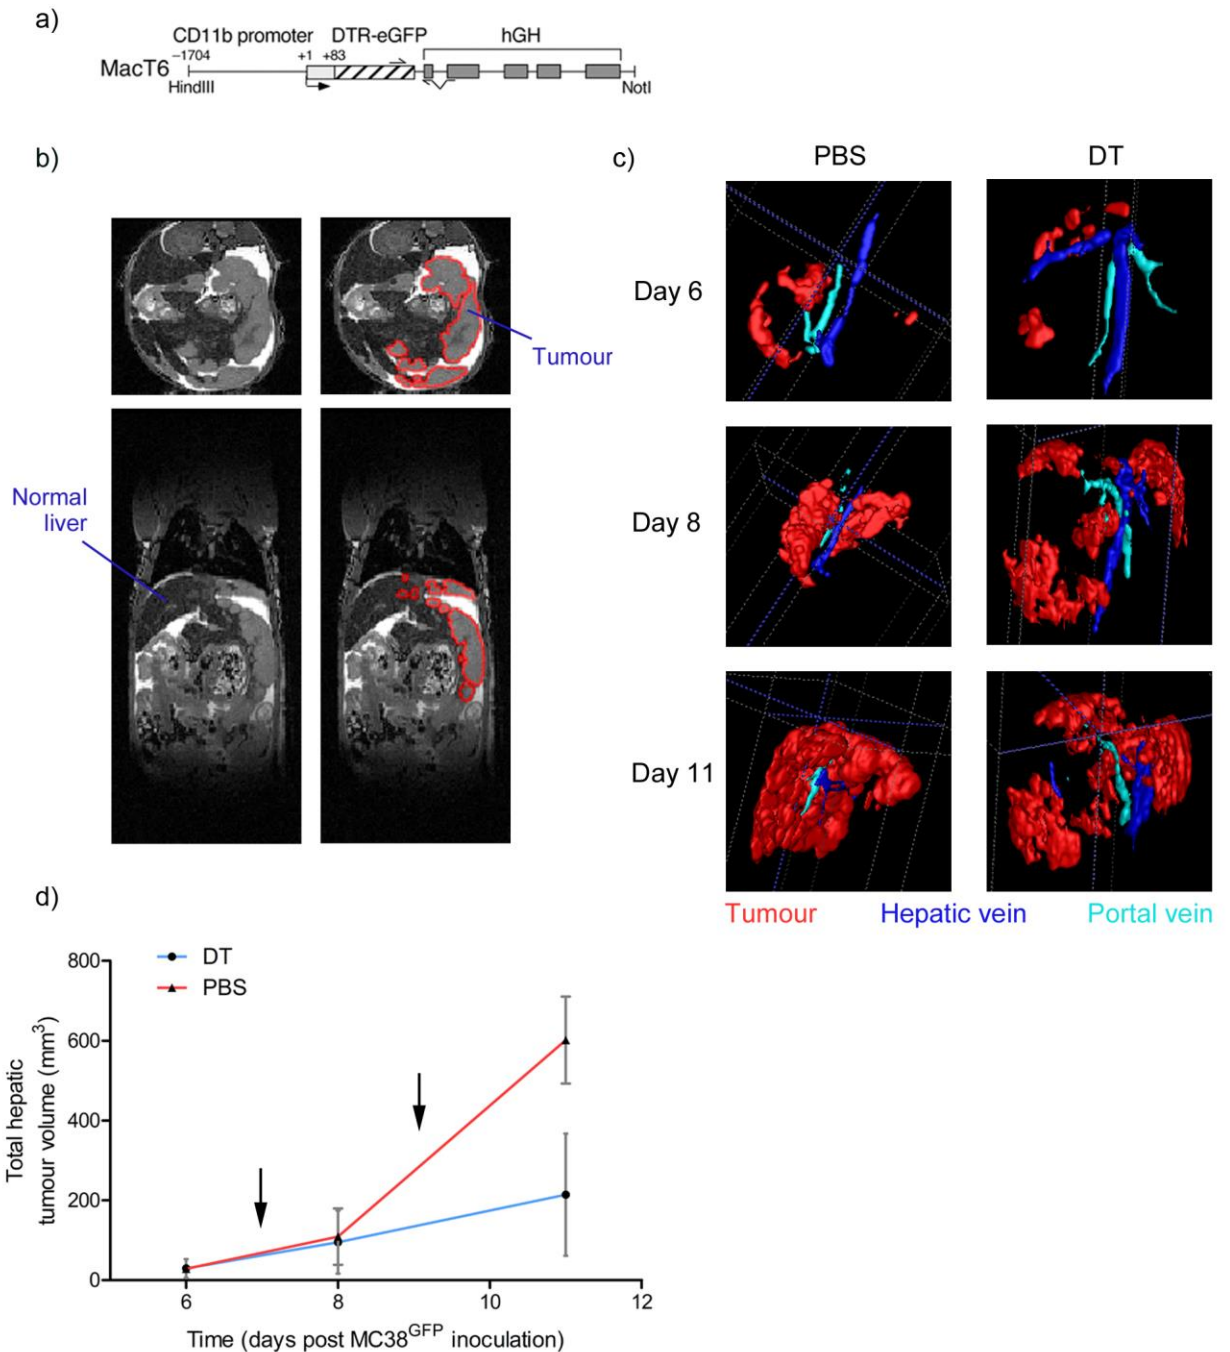 a)
CD11b promoter DTR-eGFP hGH
−1704 +1 +83
MacT6
HindIII NotI
b)
Tumour
Normal
liver
c)
PBS DT
Day 6
Day 8
Day 11
Tumour Hepatic vein Portal vein
d)
DT
PBS
Total hepatic
tumour volume (mm³)
800
600
400
200
0
6 8 10 12
Time (days post MC38ᴳᶠᴾ inoculation)